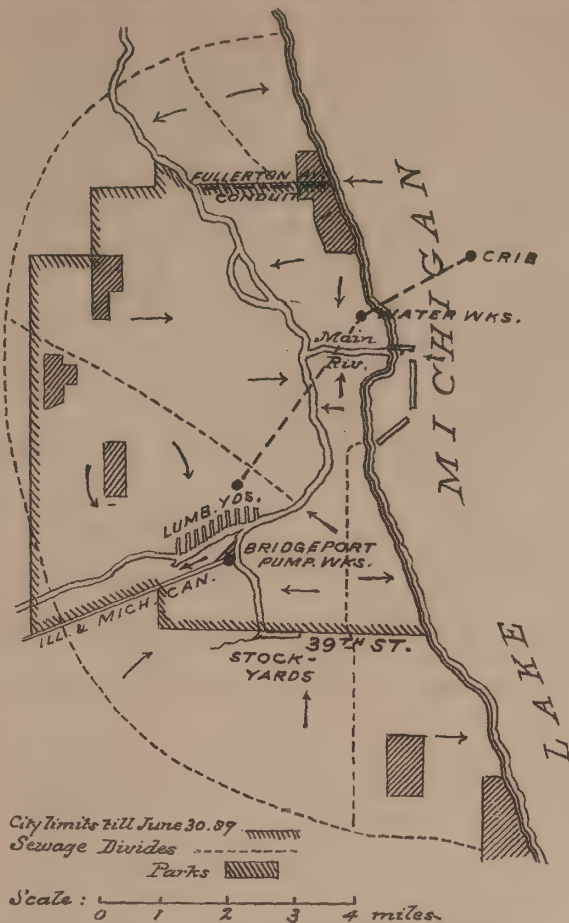 FULLERTON AVE
CONDUIT
MICHIGAN
CRIB
WATER WKS.
Main
Riv.
LUMB. YDS.
BRIDGEPORT
PUMP. WKS.
ILL. & MICH. CAN.
39TH ST.
STOCK-
YARDS
LAKE
City limits till June 30. 89
Sewage Divides
Parks
Scale :
0 1 2 3 4 miles.